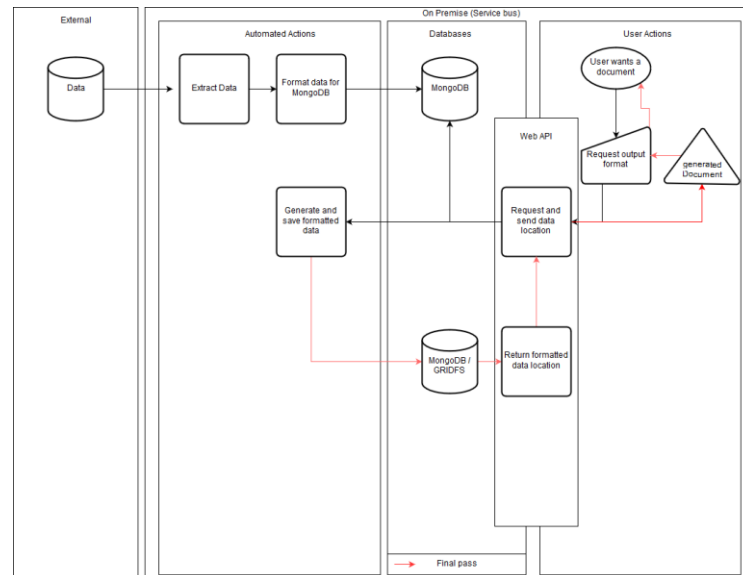 On Premise (Service bus)
External
Automated Actions
Databases
User Actions
Data
Extract Data
Format data for
MongoDB
MongoDB
User wants a
document
Web API
Request output
format
generated
Document
Generate and
save formatted
data
Request and
send data
location
MongoDB /
GRIDFS
Return formatted
data location
Final pass